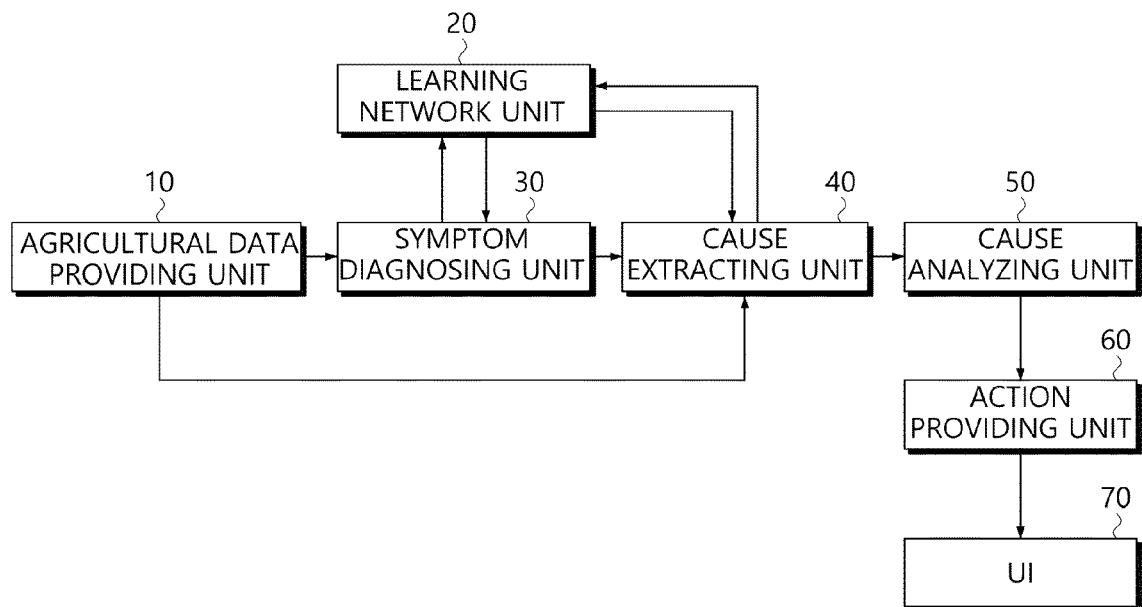 20
LEARNING
NETWORK UNIT
10
AGRICULTURAL DATA
PROVIDING UNIT
30
SYMPTOM
DIAGNOSING UNIT
40
CAUSE
EXTRACTING UNIT
50
CAUSE
ANALYZING UNIT
60
ACTION
PROVIDING UNIT
70
UI